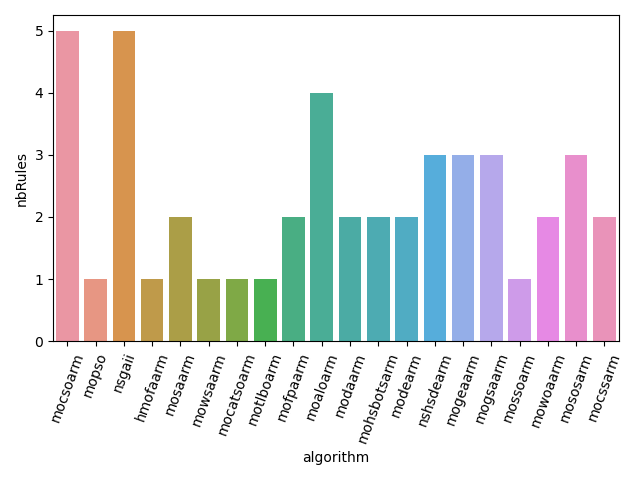 5
4
3
2
1
0
nbRules
mocsoarm
mopso
nsgaii
hmofaarm
mosaarm
mowsaarm
mocatsoarm
motlboarm
mofpaarm
moaloarm
modaarm
mohsbotsarm
modearm
nshsdearm
mogeaarm
mogsaarm
mossoarm
mowoaarm
mososarm
mocssarm
algorithm